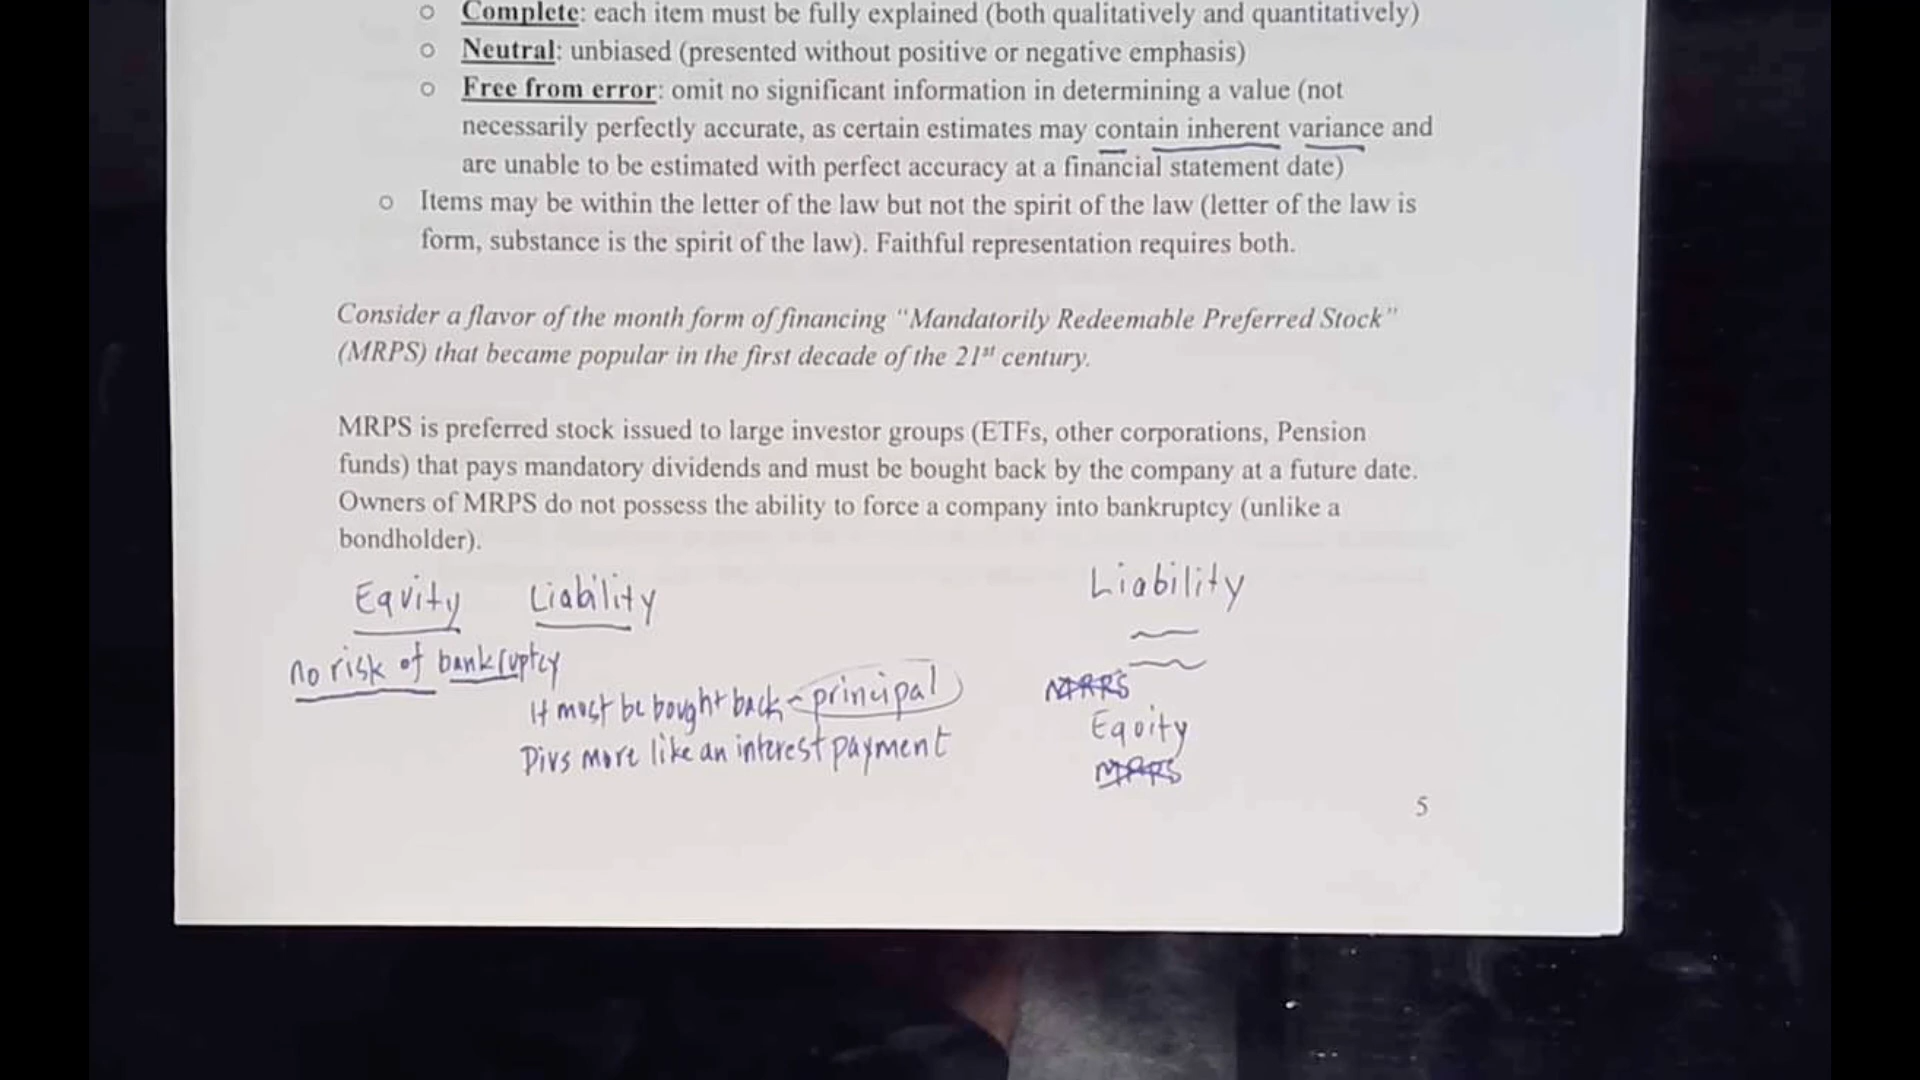 ○ Complete: each item must be fully explained (both qualitatively and quantitatively)
○ Neutral: unbiased (presented without positive or negative emphasis)
○ Free from error: omit no significant information in determining a value (not
necessarily perfectly accurate, as certain estimates may contain inherent variance and
are unable to be estimated with perfect accuracy at a financial statement date)
○ Items may be within the letter of the law but not the spirit of the law (letter of the law is
form, substance is the spirit of the law). Faithful representation requires both.
Consider a flavor of the month form of financing "Mandatorily Redeemable Preferred Stock"
(MRPS) that became popular in the first decade of the 21st century.
MRPS is preferred stock issued to large investor groups (ETFs, other corporations, Pension
funds) that pays mandatory dividends and must be bought back by the company at a future date.
Owners of MRPS do not possess the ability to force a company into bankruptcy (unlike a
bondholder).
Equity Liability
no risk of bankruptcy
It must be bought back - principal
Divs more like an interest payment
Liability
MRPS
Equity
MRPS
5